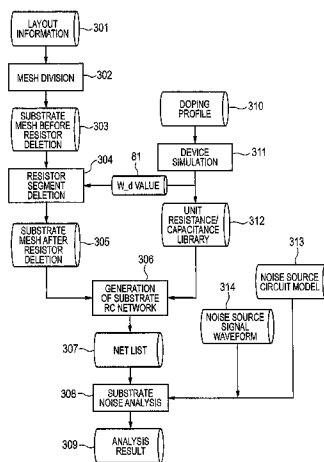 LAYOUT
INFORMATION
301
MESH DIVISION
302
SUBSTRATE
MESH BEFORE
RESISTOR
DELETION
303
DOPING
PROFILE
310
DEVICE
SIMULATION
311
81
W_d VALUE
RESISTOR
SEGMENT
DELETION
304
UNIT
RESISTANCE/
CAPACITANCE
LIBRARY
312
SUBSTRATE
MESH AFTER
RESISTOR
DELETION
305
313
NOISE SOURCE
CIRCUIT MODEL
306
GENERATION
OF SUBSTRATE
RC NETWORK
314
NOISE SOURCE
SIGNAL
WAVEFORM
307
NET LIST
308
SUBSTRATE
NOISE ANALYSIS
309
ANALYSIS
RESULT